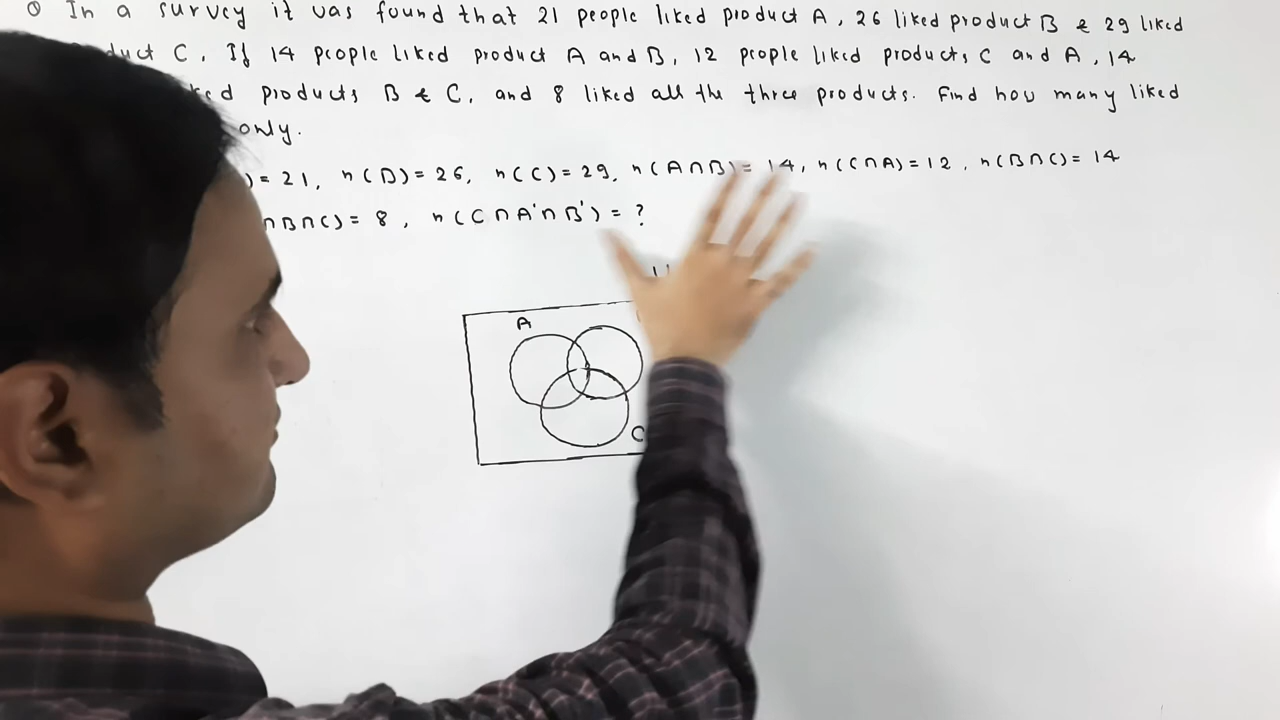 Q In a survey it was found that 21 people liked product A, 26 liked product B & 29 liked
duct C. If 14 people liked product A and B, 12 people liked products C and A, 14
ked products B & C, and 8 liked all the three products. Find how many liked
only.
) = 21, n(B) = 26, n(C) = 29, n(A∩B) = 14, n(C∩A) = 12, n(B∩C) = 14
∩B∩C) = 8, n(C∩A'∩B') = ?
U
A
C